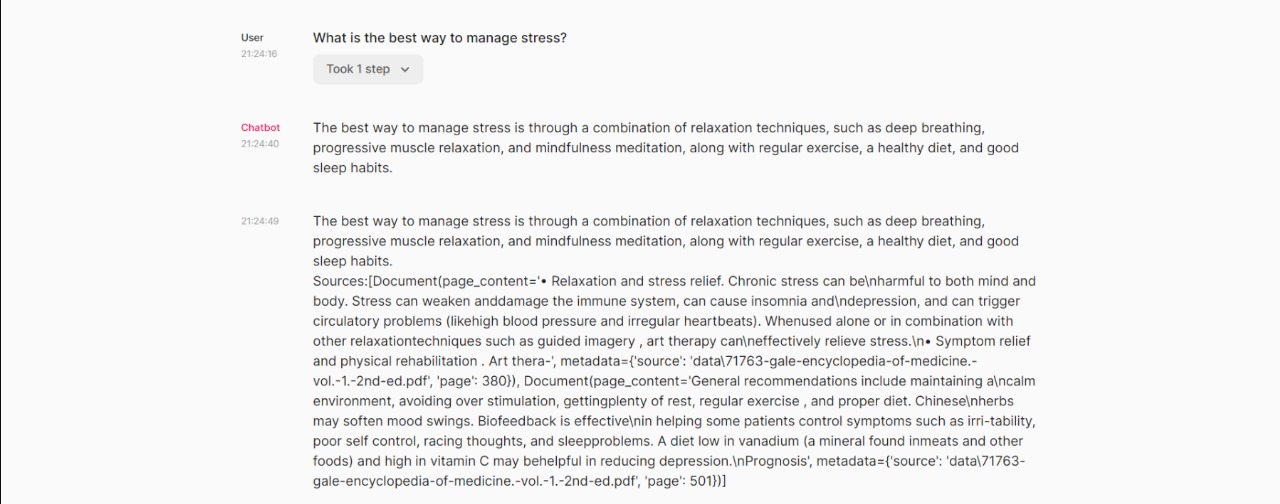 User
What is the best way to manage stress?
21:24:16
Took 1 step
Chatbot
The best way to manage stress is through a combination of relaxation techniques, such as deep breathing,
21:24:40
progressive muscle relaxation, and mindfulness meditation, along with regular exercise, a healthy diet, and good
sleep habits.
21:24:49
The best way to manage stress is through a combination of relaxation techniques, such as deep breathing,
progressive muscle relaxation, and mindfulness meditation, along with regular exercise, a healthy diet, and good
sleep habits.
Sources:[Document(page_content='• Relaxation and stress relief. Chronic stress can be\nharmful to both mind and
body. Stress can weaken anddamage the immune system, can cause insomnia and\ndepression, and can trigger
circulatory problems (likehigh blood pressure and irregular heartbeats). Whenused alone or in combination with
other relaxationtechniques such as guided imagery , art therapy can\neffectively relieve stress.\n• Symptom relief
and physical rehabilitation . Art thera-', metadata={'source': 'data\71763-gale-encyclopedia-of-medicine.-
vol.-1.-2nd-ed.pdf', 'page': 380}), Document(page_content='General recommendations include maintaining a\ncalm
environment, avoiding over stimulation, gettingplenty of rest, regular exercise , and proper diet. Chinese\nherbs
may soften mood swings. Biofeedback is effective\nin helping some patients control symptoms such as irri-tability,
poor self control, racing thoughts, and sleepproblems. A diet low in vanadium (a mineral found inmeats and other
foods) and high in vitamin C may behelpful in reducing depression.\nPrognosis', metadata={'source': 'data\71763-
gale-encyclopedia-of-medicine.-vol.-1.-2nd-ed.pdf', 'page': 501})]